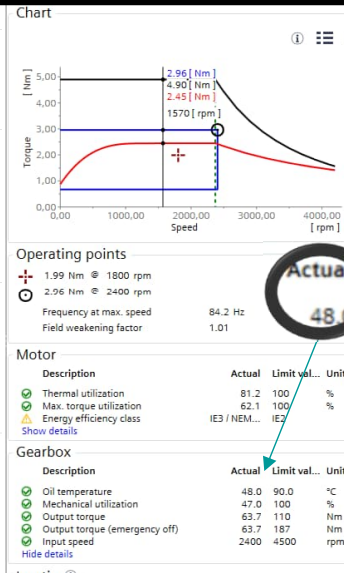 Chart
[ Nm ]
5,00
4,00
3,00
2,00
1,00
0,00
Torque
2.96 [ Nm ]
4.90 [ Nm ]
2.45 [ Nm ]
1570 [ rpm ]
0,00 1000,00 2000,00 3000,00 4000,00
Speed [ rpm ]
Operating points
1.99 Nm @ 1800 rpm
2.96 Nm @ 2400 rpm
Frequency at max. speed 84.2 Hz
Field weakening factor 1.01
Actua
48.
Motor
Description Actual Limit val... Unit
Thermal utilization 81.2 100 %
Max. torque utilization 62.1 100 %
Energy efficiency class IE3 / NEM... IE2
Show details
Gearbox
Description Actual Limit val... Unit
Oil temperature 48.0 90.0 °C
Mechanical utilization 47.0 100 %
Output torque 63.7 110 Nm
Output torque (emergency off) 63.7 187 Nm
Input speed 2400 4500 rpm
Hide details